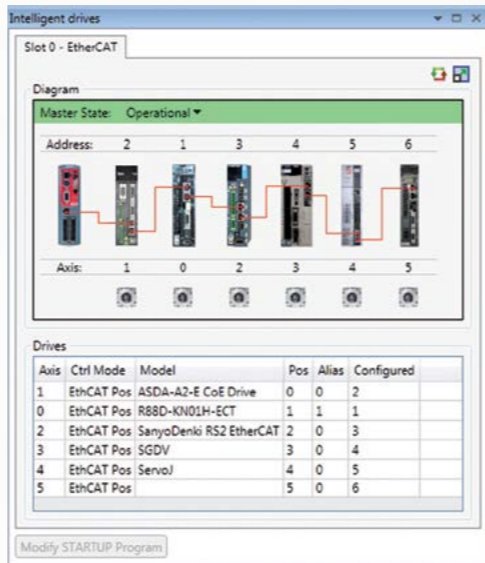 Intelligent drives
Slot 0 - EtherCAT
Diagram
Master State: Operational
Address: 2 1 3 4 5 6
Axis: 1 0 2 3 4 5
Drives
Axis Ctrl Mode Model Pos Alias Configured
1 EthCAT Pos ASDA-A2-E CoE Drive 0 0 2
0 EthCAT Pos R88D-KN01H-ECT 1 1 1
2 EthCAT Pos SanyoDenki RS2 EtherCAT 2 0 3
3 EthCAT Pos SGDV 3 0 4
4 EthCAT Pos ServoJ 4 0 5
5 EthCAT Pos 5 0 6
Modify STARTUP Program